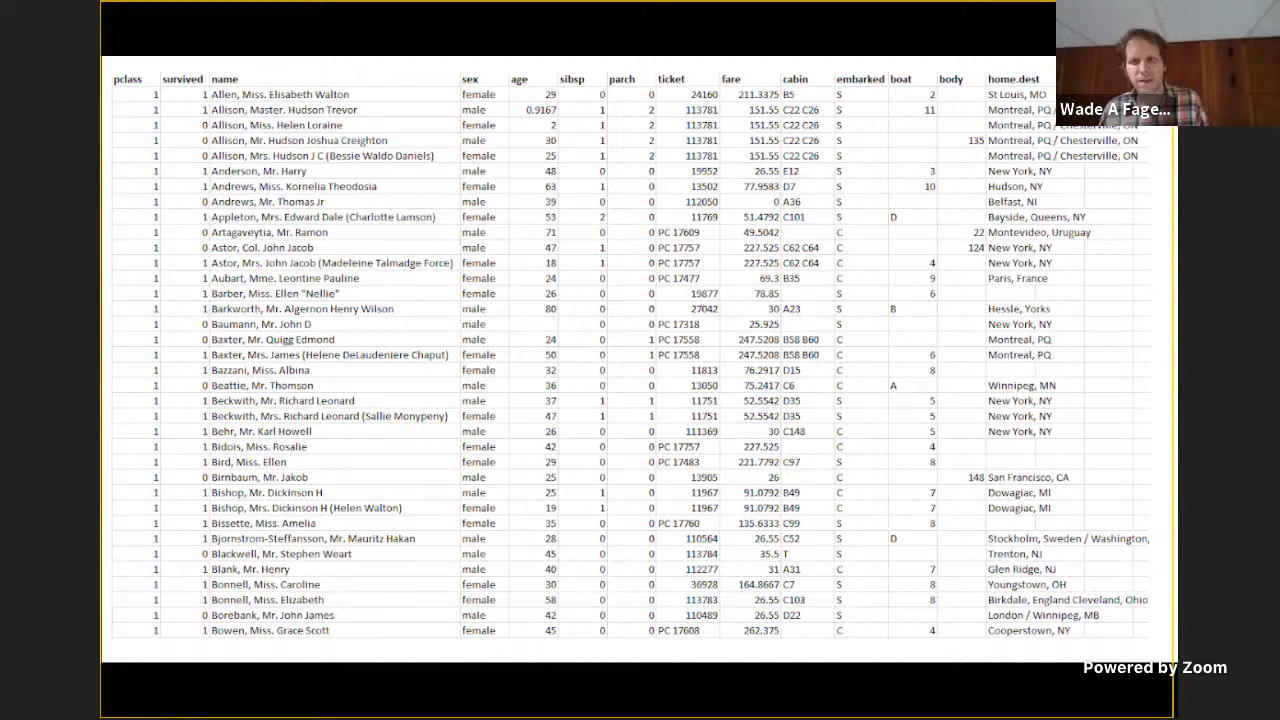 pclass survived name sex age sibsp parch ticket fare cabin embarked boat body home.dest
1 1 Allen, Miss. Elisabeth Walton female 29 0 0 24160 211.3375 B5 S 2 St Louis, MO
1 1 Allison, Master. Hudson Trevor male 0.9167 1 2 113781 151.55 C22 C26 S 11 Montreal, PQ /
Wade A Fage...
1 0 Allison, Miss. Helen Loraine female 2 1 2 113781 151.55 C22 C26 S Montreal, PQ / Chesterville, ON
1 0 Allison, Mr. Hudson Joshua Creighton male 30 1 2 113781 151.55 C22 C26 S 135 Montreal, PQ / Chesterville, ON
1 0 Allison, Mrs. Hudson J C (Bessie Waldo Daniels) female 25 1 2 113781 151.55 C22 C26 S Montreal, PQ / Chesterville, ON
1 1 Anderson, Mr. Harry male 48 0 0 19952 26.55 E12 S 3 New York, NY
1 1 Andrews, Miss. Kornelia Theodosia female 63 1 0 13502 77.9583 D7 S 10 Hudson, NY
1 0 Andrews, Mr. Thomas Jr male 39 0 0 112050 0 A36 S Belfast, NI
1 1 Appleton, Mrs. Edward Dale (Charlotte Lamson) female 53 2 0 11769 51.4792 C101 S D Bayside, Queens, NY
1 0 Artagaveytia, Mr. Ramon male 71 0 0 PC 17609 49.5042 C 22 Montevideo, Uruguay
1 0 Astor, Col. John Jacob male 47 1 0 PC 17757 227.525 C62 C64 C 124 New York, NY
1 1 Astor, Mrs. John Jacob (Madeleine Talmadge Force) female 18 1 0 PC 17757 227.525 C62 C64 C 4 New York, NY
1 1 Aubart, Mme. Leontine Pauline female 24 0 0 PC 17477 69.3 B35 C 9 Paris, France
1 1 Barber, Miss. Ellen "Nellie" female 26 0 0 19877 78.85 S 6
1 1 Barkworth, Mr. Algernon Henry Wilson male 80 0 0 27042 30 A23 S B Hessle, Yorks
1 0 Baumann, Mr. John D male 0 0 PC 17318 25.925 S New York, NY
1 0 Baxter, Mr. Quigg Edmond male 24 0 1 PC 17558 247.5208 B58 B60 C Montreal, PQ
1 1 Baxter, Mrs. James (Helene DeLaudeniere Chaput) female 50 0 1 PC 17558 247.5208 B58 B60 C 6 Montreal, PQ
1 1 Bazzani, Miss. Albina female 32 0 0 11813 76.2917 D15 C 8
1 0 Beattie, Mr. Thomson male 36 0 0 13050 75.2417 C6 C A Winnipeg, MN
1 1 Beckwith, Mr. Richard Leonard male 37 1 1 11751 52.5542 D35 S 5 New York, NY
1 1 Beckwith, Mrs. Richard Leonard (Sallie Monypeny) female 47 1 1 11751 52.5542 D35 S 5 New York, NY
1 1 Behr, Mr. Karl Howell male 26 0 0 111369 30 C148 C 5 New York, NY
1 1 Bidois, Miss. Rosalie female 42 0 0 PC 17757 227.525 C 4
1 1 Bird, Miss. Ellen female 29 0 0 PC 17483 221.7792 C97 S 8
1 0 Birnbaum, Mr. Jakob male 25 0 0 13905 26 C 148 San Francisco, CA
1 1 Bishop, Mr. Dickinson H male 25 1 0 11967 91.0792 B49 C 7 Dowagiac, MI
1 1 Bishop, Mrs. Dickinson H (Helen Walton) female 19 1 0 11967 91.0792 B49 C 7 Dowagiac, MI
1 1 Bissette, Miss. Amelia female 35 0 0 PC 17760 135.6333 C99 S 8
1 1 Bjornstrom-Steffansson, Mr. Mauritz Hakan male 28 0 0 110564 26.55 C52 S D Stockholm, Sweden / Washington,
1 0 Blackwell, Mr. Stephen Weart male 45 0 0 113784 35.5 T S Trenton, NJ
1 1 Blank, Mr. Henry male 40 0 0 112277 31 A31 C 7 Glen Ridge, NJ
1 1 Bonnell, Miss. Caroline female 30 0 0 36928 164.8667 C7 S 8 Youngstown, OH
1 1 Bonnell, Miss. Elizabeth female 58 0 0 113783 26.55 C103 S 8 Birkdale, England Cleveland, Ohio
1 0 Borebank, Mr. John James male 42 0 0 110489 26.55 D22 S London / Winnipeg, MB
1 1 Bowen, Miss. Grace Scott female 45 0 0 PC 17608 262.375 C 4 Cooperstown, NY
Powered by Zoom